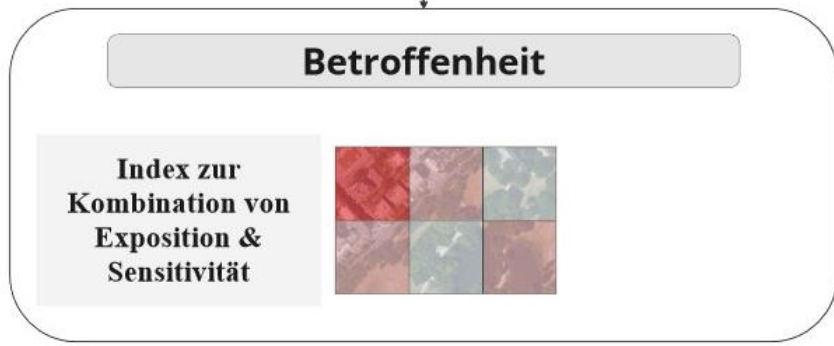 Betroffenheit
Index zur
Kombination von
Exposition &
Sensitivität